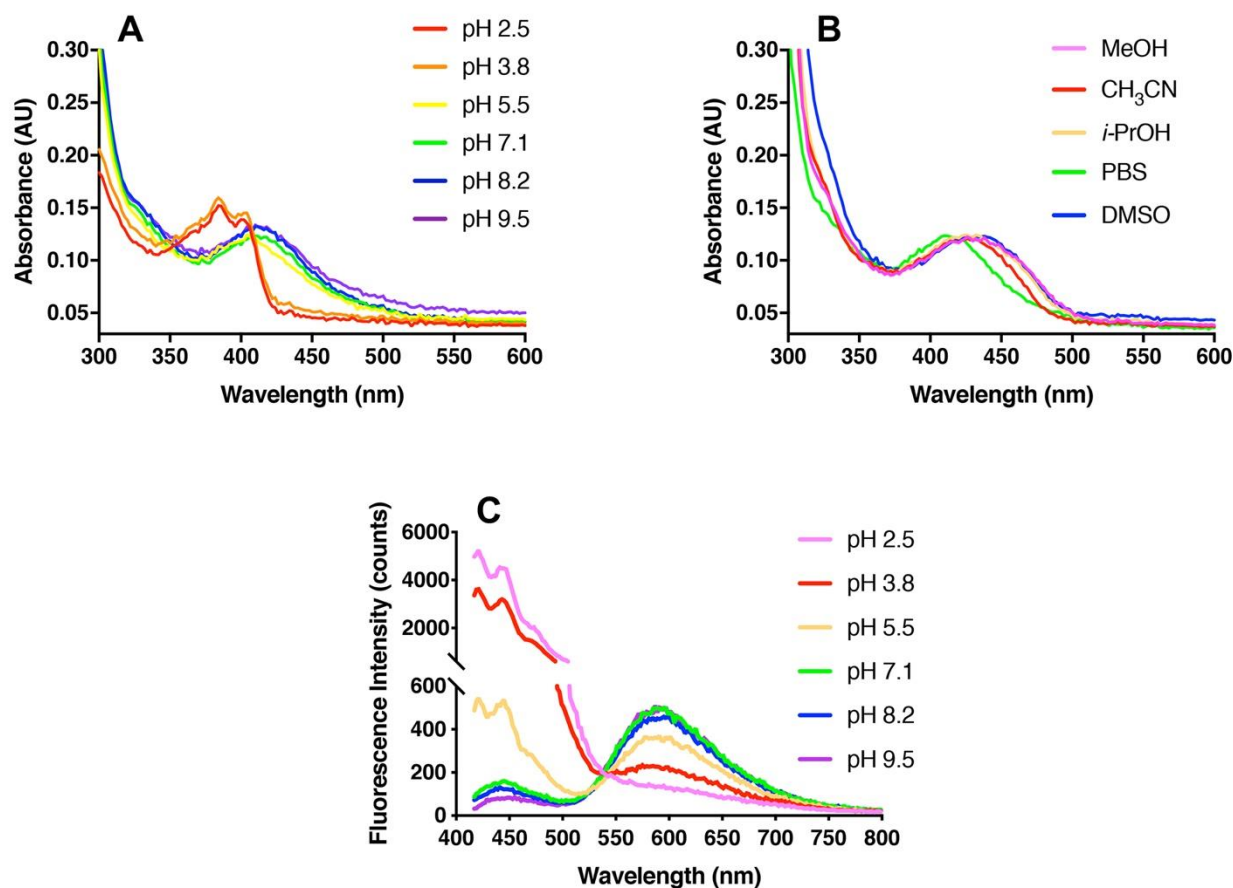 A
Absorbance (AU)
0.30
0.25
0.20
0.15
0.10
0.05
300 350 400 450 500 550 600
Wavelength (nm)
pH 2.5
pH 3.8
pH 5.5
pH 7.1
pH 8.2
pH 9.5
B
Absorbance (AU)
0.30
0.25
0.20
0.15
0.10
0.05
300 350 400 450 500 550 600
Wavelength (nm)
MeOH
CH₃CN
i-PrOH
PBS
DMSO
C
Fluorescence Intensity (counts)
6000
4000
2000
600
400
200
0
400 450 500 550 600 650 700 750 800
Wavelength (nm)
pH 2.5
pH 3.8
pH 5.5
pH 7.1
pH 8.2
pH 9.5